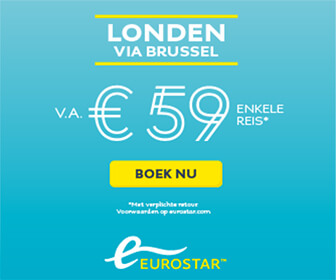 LONDEN
VIA BRUSSEL
V.A. € 59 ENKELE
REIS*
BOEK NU
*Met verplichte retour.
Voorwaarden op eurostar.com.
e EUROSTAR™